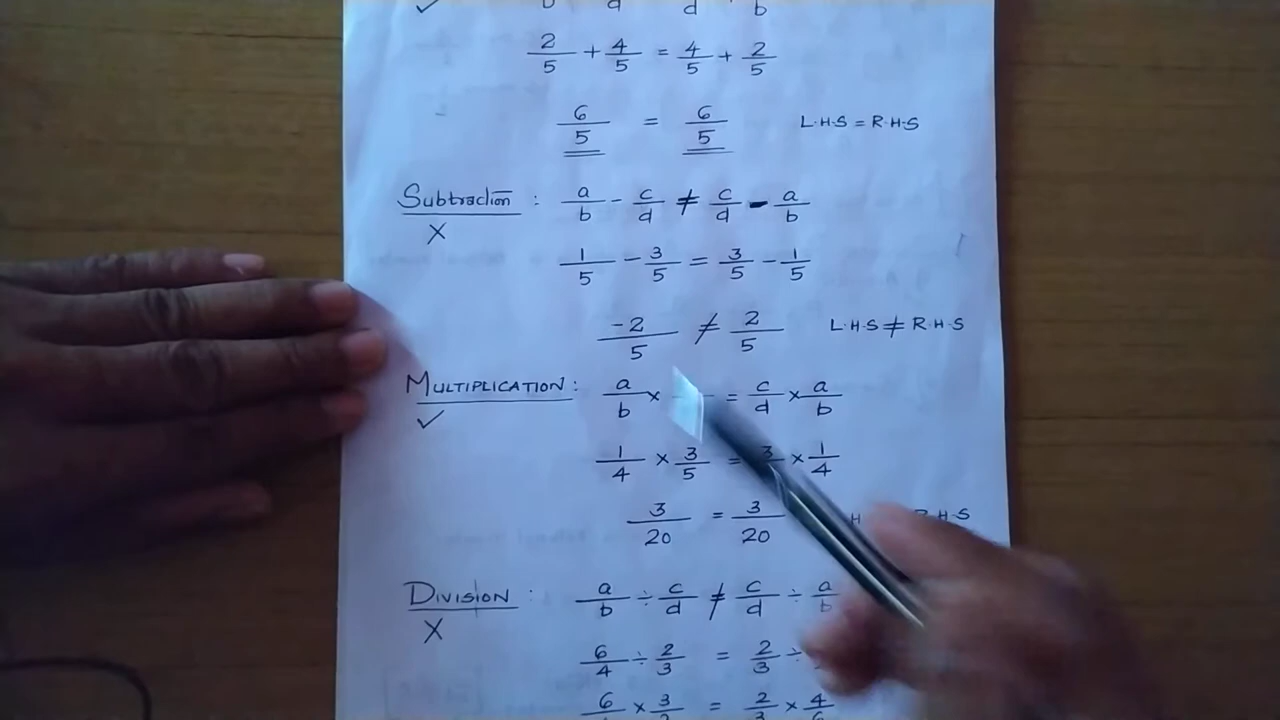 ✓ b d d b
2/5 + 4/5 = 4/5 + 2/5
6/5 = 6/5 L.H.S = R.H.S
Subtraction : a/b - c/d ≠ c/d - a/b
X
1/5 - 3/5 = 3/5 - 1/5
-2/5 ≠ 2/5 L.H.S ≠ R.H.S
MULTIPLICATION : a/b × = c/d × a/b
✓
1/4 × 3/5 = 3 × 1/4
3/20 = 3/20 H R.H.S
DIVISION : a/b ÷ c/d ≠ c/d ÷ a/b
X
6/4 ÷ 2/3 = 2/3 ÷
6 × 3 = 2/3 × 4/6